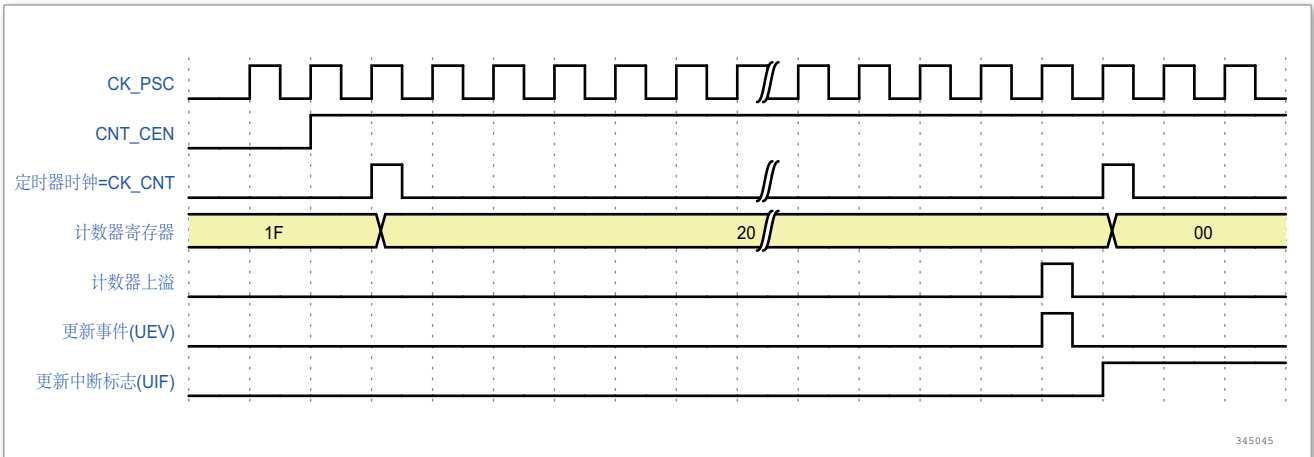 CK_PSC
CNT_CEN
定时器时钟=CK_CNT
计数器寄存器 1F 20 00
计数器上溢
更新事件(UEV)
更新中断标志(UIF)
345045